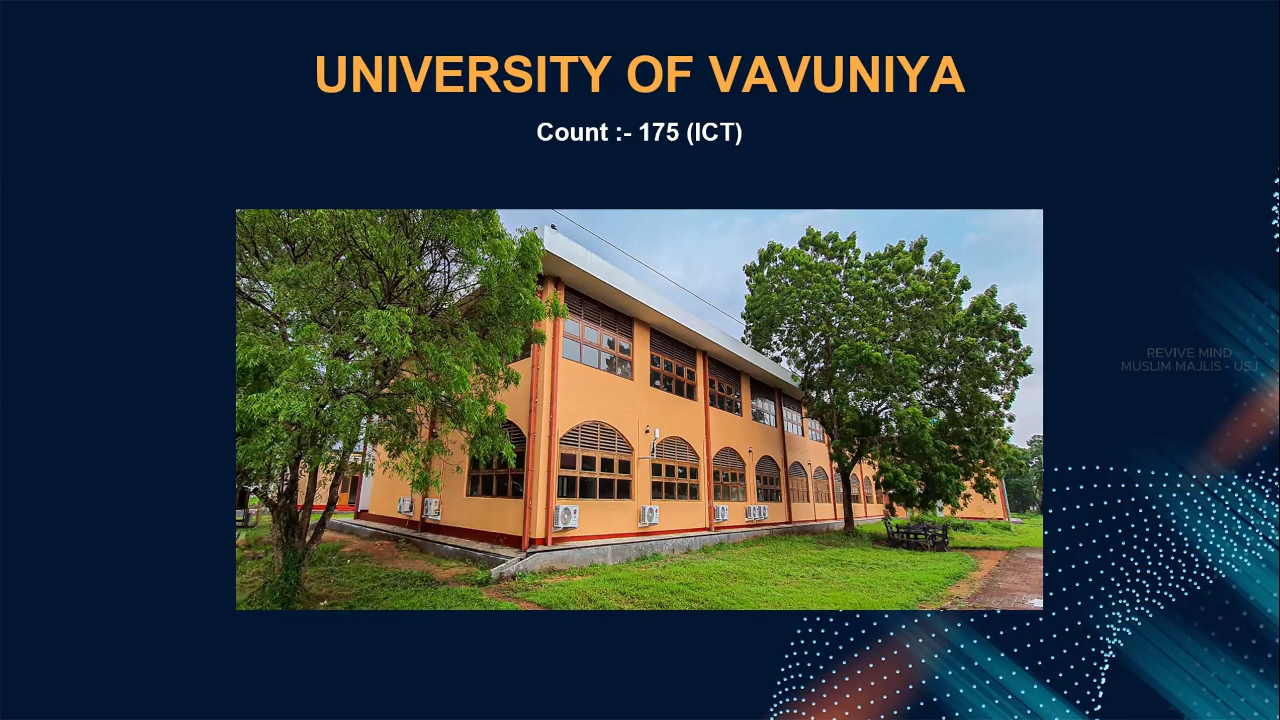 UNIVERSITY OF VAVUNIYA
Count :- 175 (ICT)
REVIVE MIND
MUSLIM MAJLIS - USJ